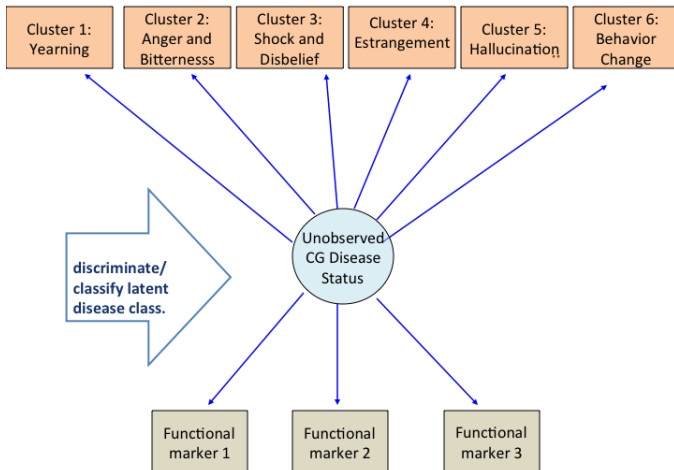 Cluster 1:
Yearning
Cluster 2:
Anger and
Bitternesss
Cluster 3:
Shock and
Disbelief
Cluster 4:
Estrangement
Cluster 5:
Hallucination
Cluster 6:
Behavior
Change
Unobserved
CG Disease
Status
discriminate/
classify latent
disease class.
Functional
marker 1
Functional
marker 2
Functional
marker 3